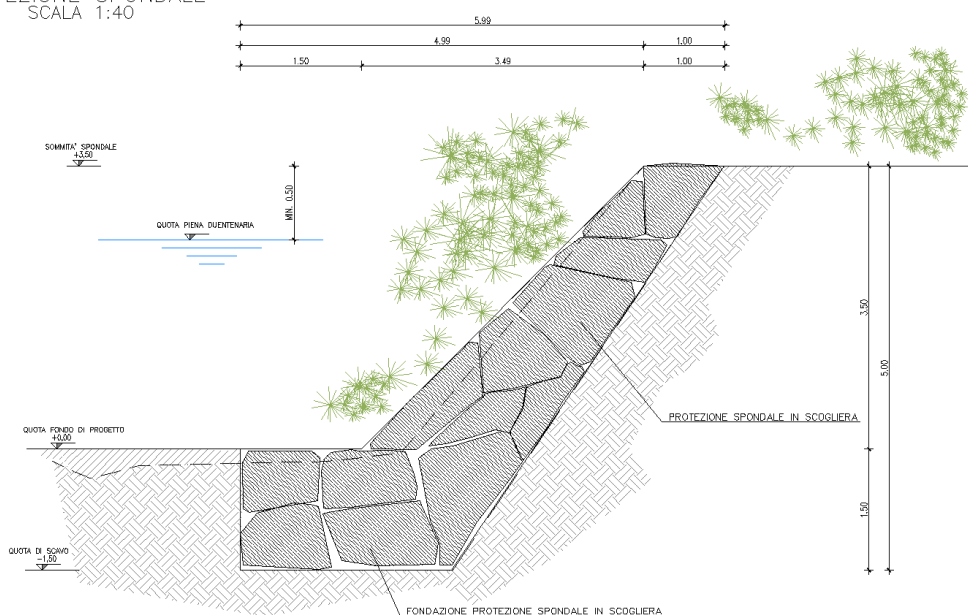 SCALA 1:40
5.99
4.99
1.00
1.50
3.49
1.00
SOMMITA' SPONDALE
+3,50
MIN. 0.50
QUOTA PIENA DUENTENARIA
3.50
5.00
PROTEZIONE SPONDALE IN SCOGLIERA
QUOTA FONDO DI PROGETTO
+0,00
1.50
QUOTA DI SCAVO
-1,50
FONDAZIONE PROTEZIONE SPONDALE IN SCOGLIERA